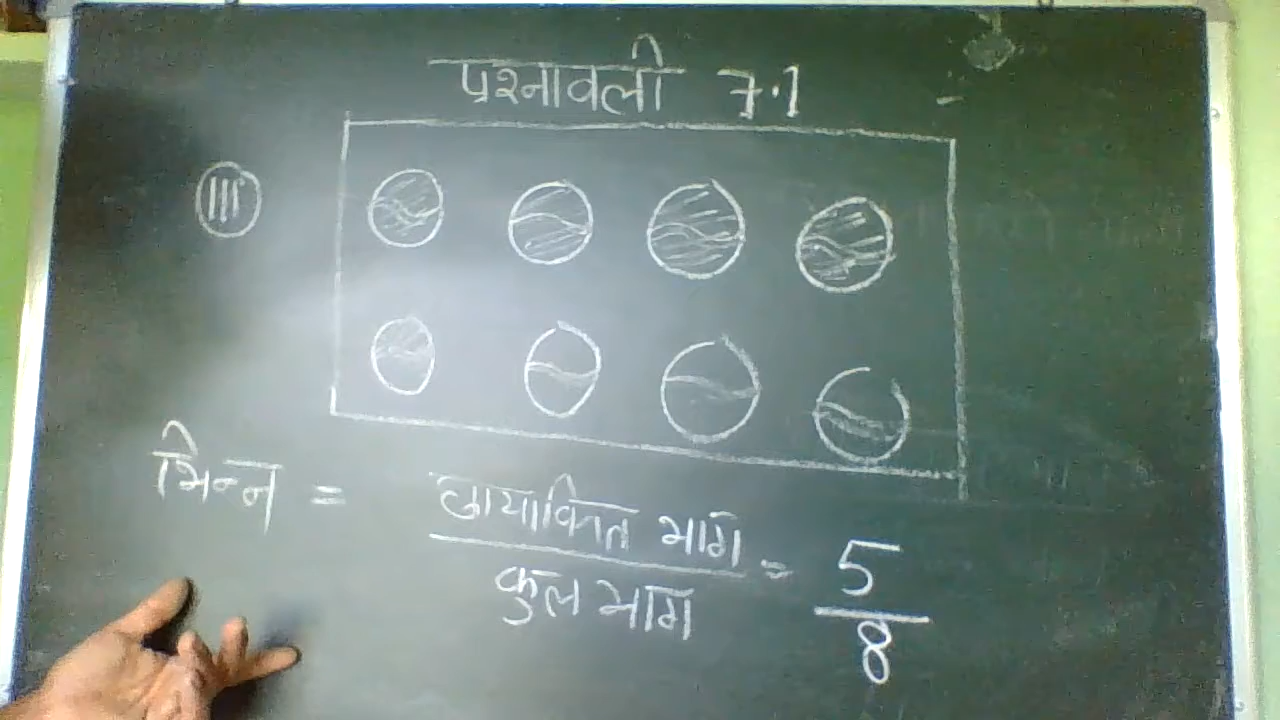 प्रश्नावली 7.1
III
भिन्न = छायांकित भाग / कुल भाग = 5 / 8